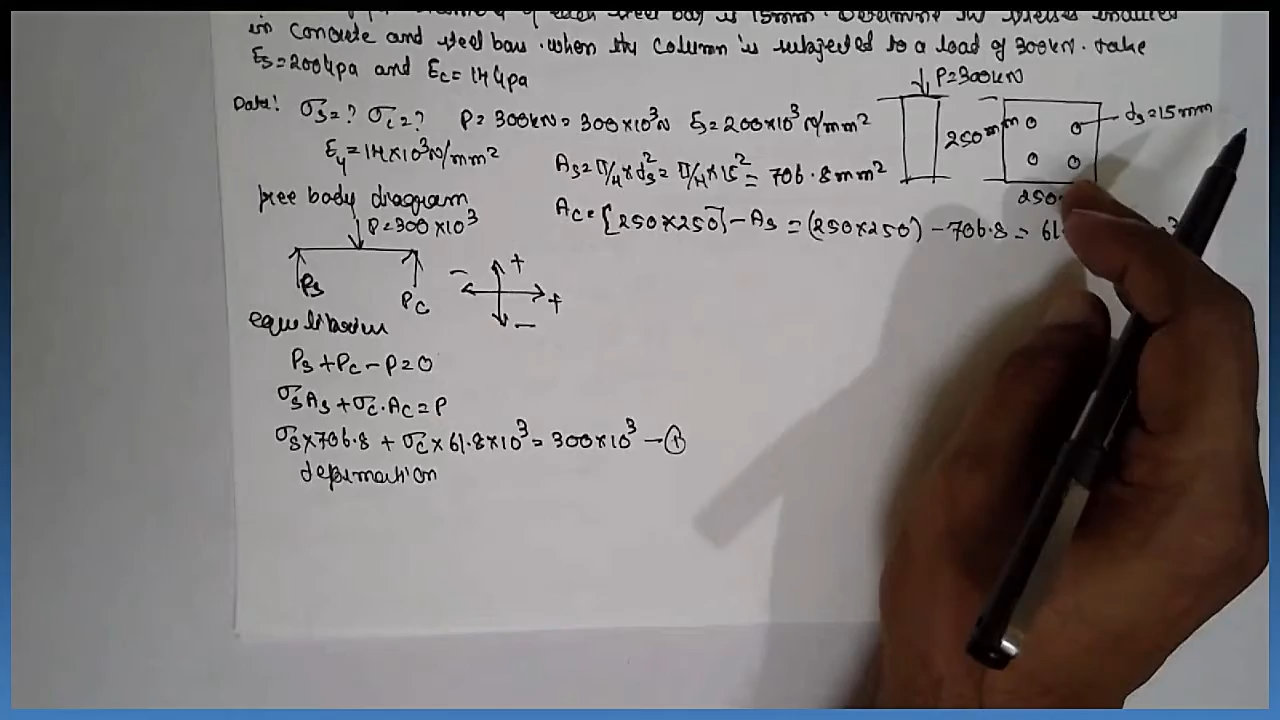 in concrete and steel bars. when the column is subjected to a load of 300kN. take
Es=200Gpa and Ec=14Gpa
Data: σs=? σc=? P=300kN=300×10³N Es=200×10³N/mm²
E4=14×10³N/mm²
P=300kN
250mm
ds=15mm
250
As=π/4×ds²=π/4×15²=706.8mm²
Ac=[250×250]-As=(250×250)-706.8=61
free body diagram
P=300×10³
Ps
Pc
- +
+
-
equilibrium
Ps+Pc-P=0
σsAs+σc.Ac=P
σs×706.8+σc×61.8×10³=300×10³-①
deformation